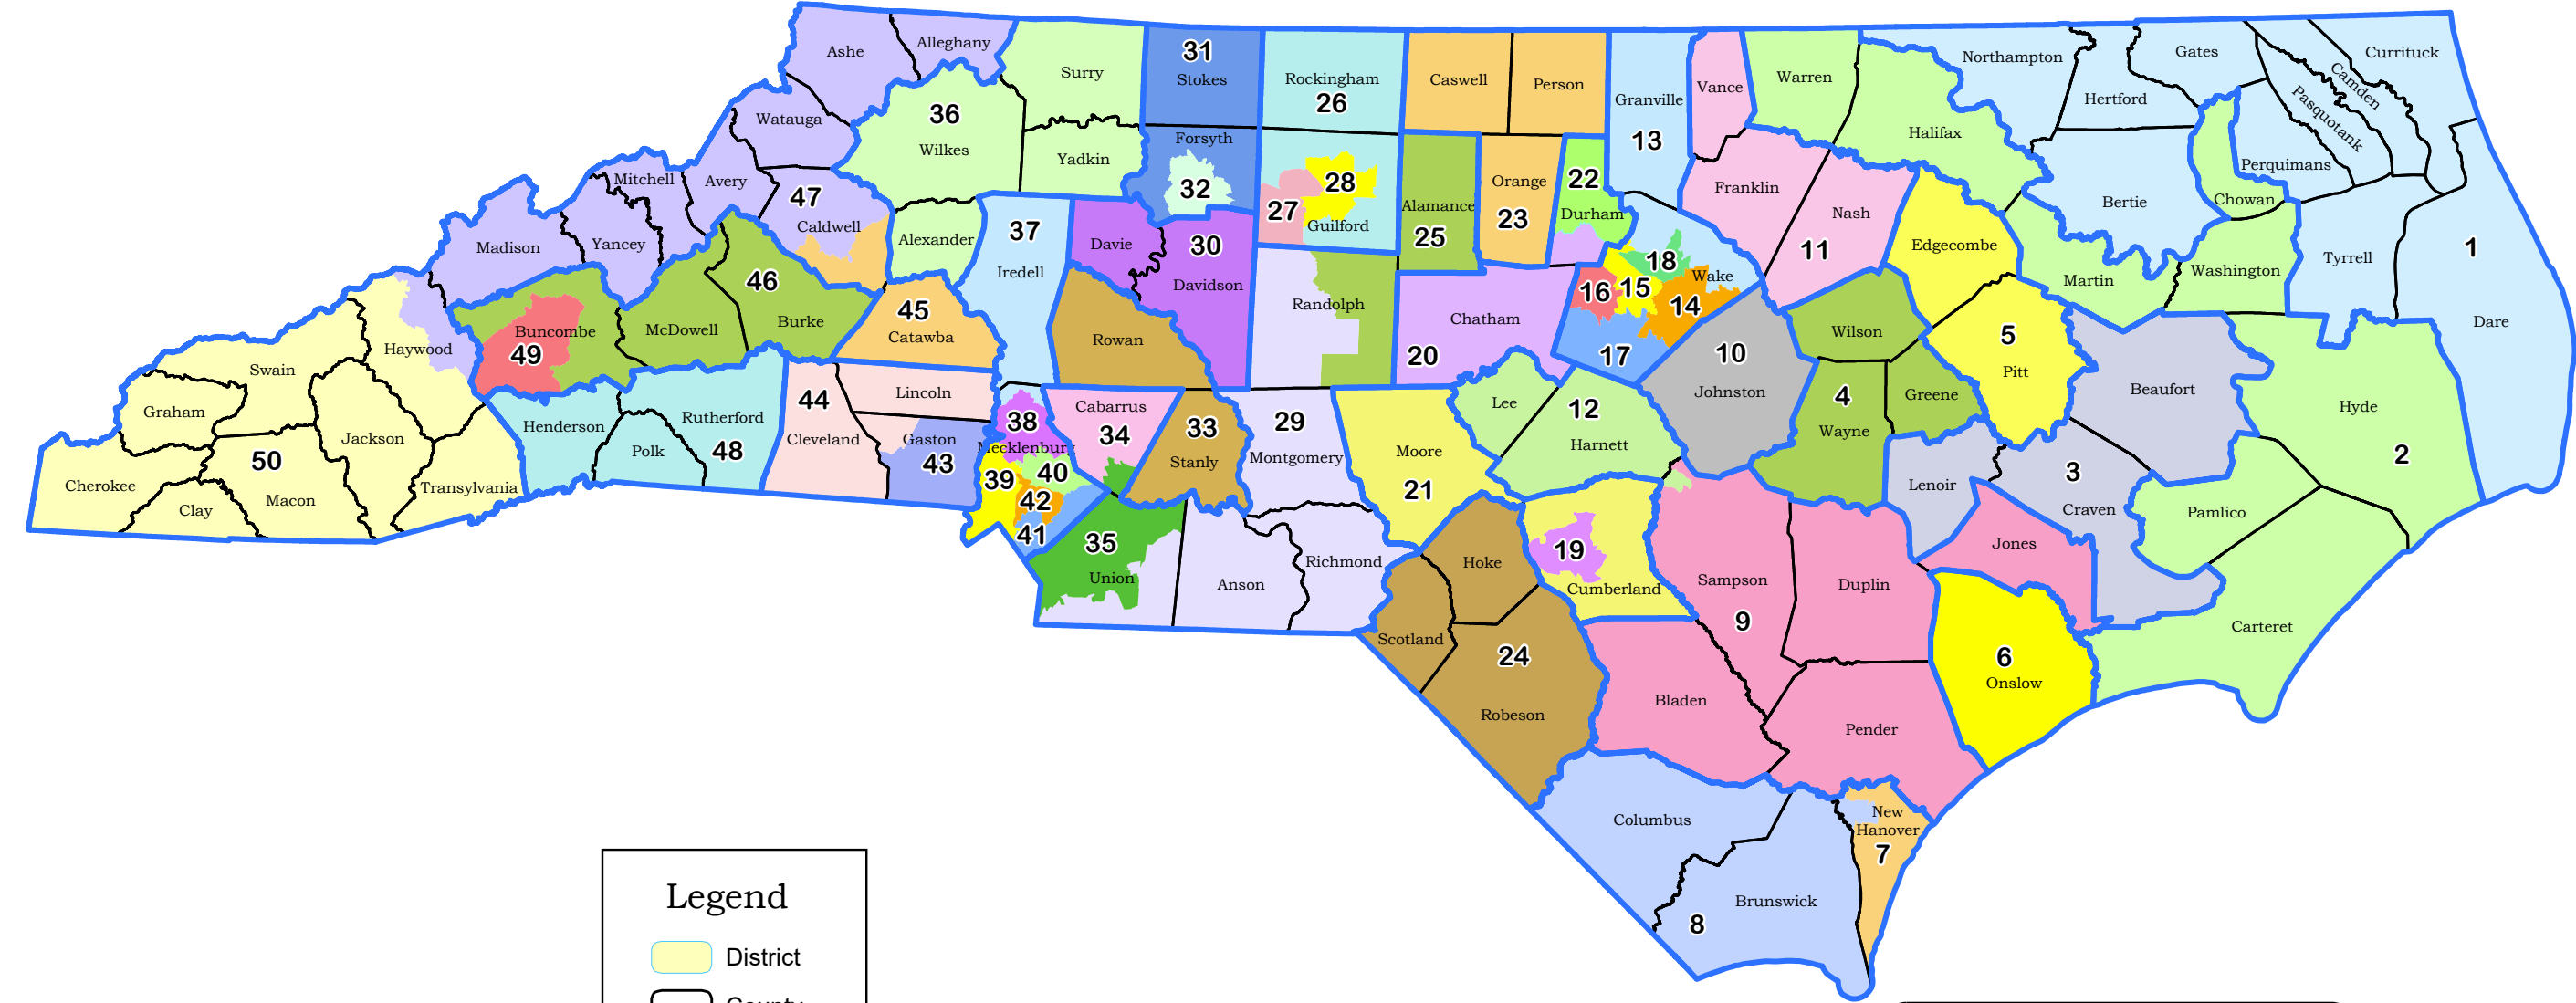 Ashe
Alleghany
Surry
31
Stokes
Rockingham
26
Caswell
Person
Granville
13
Vance
Warren
Halifax
Northampton
Gates
Hertford
Camden
Pasquotank
Currituck
Perquimans
Chowan
Bertie
Watauga
36
Wilkes
Yadkin
Forsyth
32
28
27
Guilford
Alamance
25
Orange
23
22
Durham
Franklin
Nash
11
Edgecombe
Martin
Washington
Tyrrell
1
Dare
Mitchell
Avery
47
Caldwell
Alexander
37
Iredell
Davie
30
Davidson
Randolph
Chatham
20
18
Wake
16
15
14
17
Madison
Yancey
46
Burke
McDowell
Buncombe
49
Haywood
45
Catawba
Rowan
10
Johnston
Wilson
4
Wayne
Greene
5
Pitt
Beaufort
Hyde
2
Swain
Graham
Jackson
Cherokee
50
Macon
Clay
Transylvania
Henderson
Polk
Rutherford
48
44
Cleveland
Lincoln
Gaston
43
38
Mecklenburg
39
40
42
41
Cabarrus
34
33
Stanly
29
Montgomery
Moore
21
Lee
12
Harnett
Lenoir
3
Craven
Pamlico
Jones
Carteret
35
Union
Anson
Richmond
Scotland
Hoke
19
Cumberland
24
Robeson
Sampson
9
Duplin
6
Onslow
Bladen
Pender
Columbus
Brunswick
8
New
Hanover
7
Legend
District
County